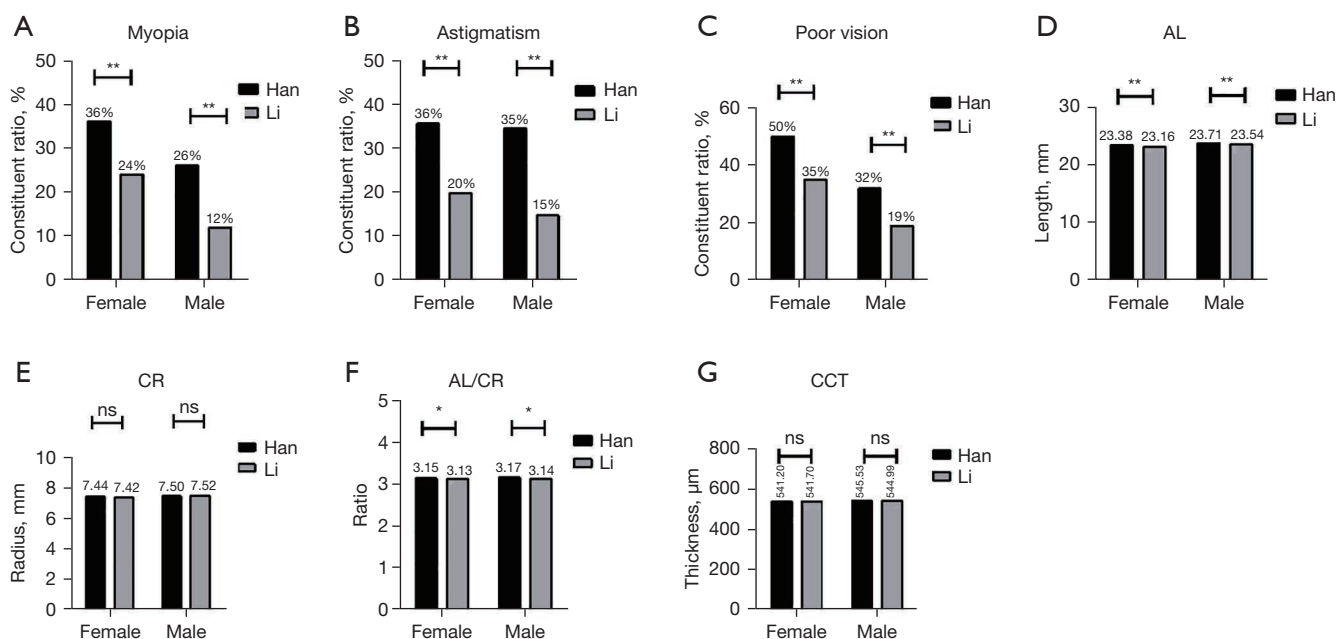 A
Myopia
Constituent ratio, %
50
40
30
20
10
0
**
**
36%
24%
26%
12%
Female
Male
Han
Li
B
Astigmatism
Constituent ratio, %
50
40
30
20
10
0
**
**
36%
20%
35%
15%
Female
Male
Han
Li
C
Poor vision
Constituent ratio, %
60
40
20
0
**
**
50%
35%
32%
19%
Female
Male
Han
Li
D
AL
Length, mm
30
20
10
0
**
**
23.38
23.16
23.71
23.54
Female
Male
Han
Li
E
CR
Radius, mm
10
8
6
4
2
0
ns
ns
7.44
7.42
7.50
7.52
Female
Male
Han
Li
F
AL/CR
Ratio
5
4
3
2
1
0
*
*
3.15
3.13
3.17
3.14
Female
Male
Han
Li
G
CCT
Thickness, μm
800
600
400
200
0
ns
ns
541.20
541.70
545.53
544.99
Female
Male
Han
Li